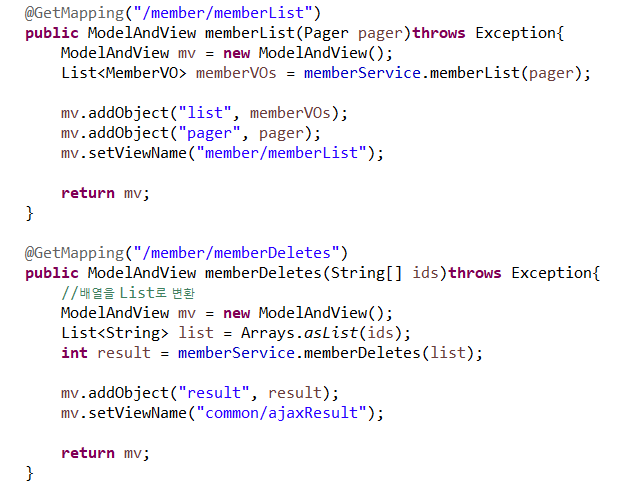 @GetMapping("/member/memberList")
public ModelAndView memberList(Pager pager)throws Exception{
ModelAndView mv = new ModelAndView();
List<MemberVO> memberVOs = memberService.memberList(pager);
mv.addObject("list", memberVOs);
mv.addObject("pager", pager);
mv.setViewName("member/memberList");
return mv;
}
@GetMapping("/member/memberDeletes")
public ModelAndView memberDeletes(String[] ids)throws Exception{
//배열을 List로 변환
ModelAndView mv = new ModelAndView();
List<String> list = Arrays.asList(ids);
int result = memberService.memberDeletes(list);
mv.addObject("result", result);
mv.setViewName("common/ajaxResult");
return mv;
}